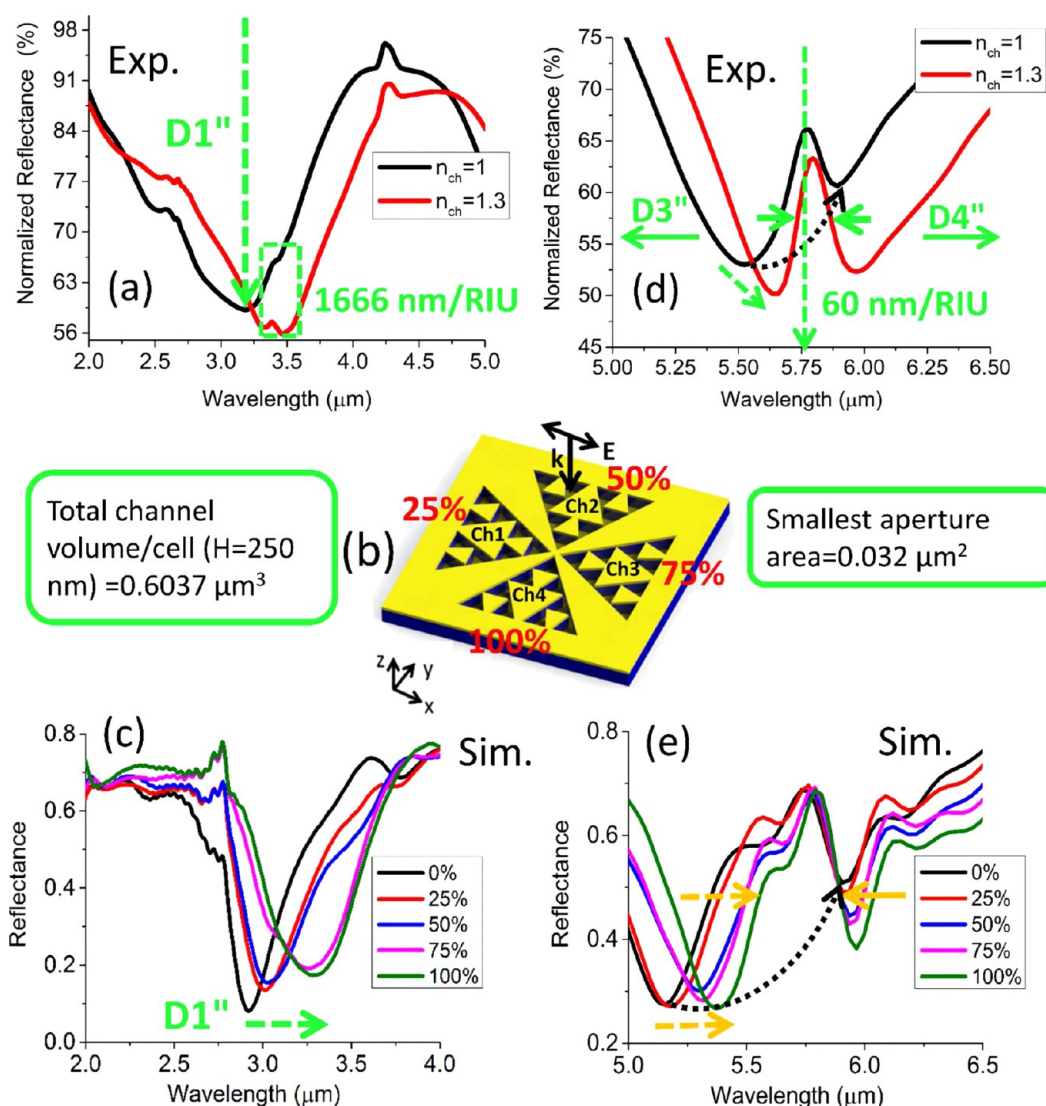 98
91
84
77
70
63
56
Normalized Reflectance (%)
Exp.
D1"
n_ch=1
n_ch=1.3
(a)
1666 nm/RIU
2.0 2.5 3.0 3.5 4.0 4.5 5.0
Wavelength (μm)
75
70
65
60
55
50
45
Normalized Reflectance (%)
Exp.
n_ch=1
n_ch=1.3
D3"
D4"
(d)
60 nm/RIU
5.00 5.25 5.50 5.75 6.00 6.25 6.50
Wavelength (μm)
Total channel
volume/cell (H=250
nm) =0.6037 μm³
(b)
k
E
25%
50%
75%
100%
Ch1
Ch2
Ch3
Ch4
z
y
x
Smallest aperture
area=0.032 μm²
(c)
Sim.
0.8
0.6
0.4
0.2
0.0
Reflectance
0%
25%
50%
75%
100%
D1"
2.0 2.5 3.0 3.5 4.0
Wavelength (μm)
(e)
Sim.
0.8
0.6
0.4
0.2
Reflectance
0%
25%
50%
75%
100%
5.0 5.5 6.0 6.5
Wavelength (μm)